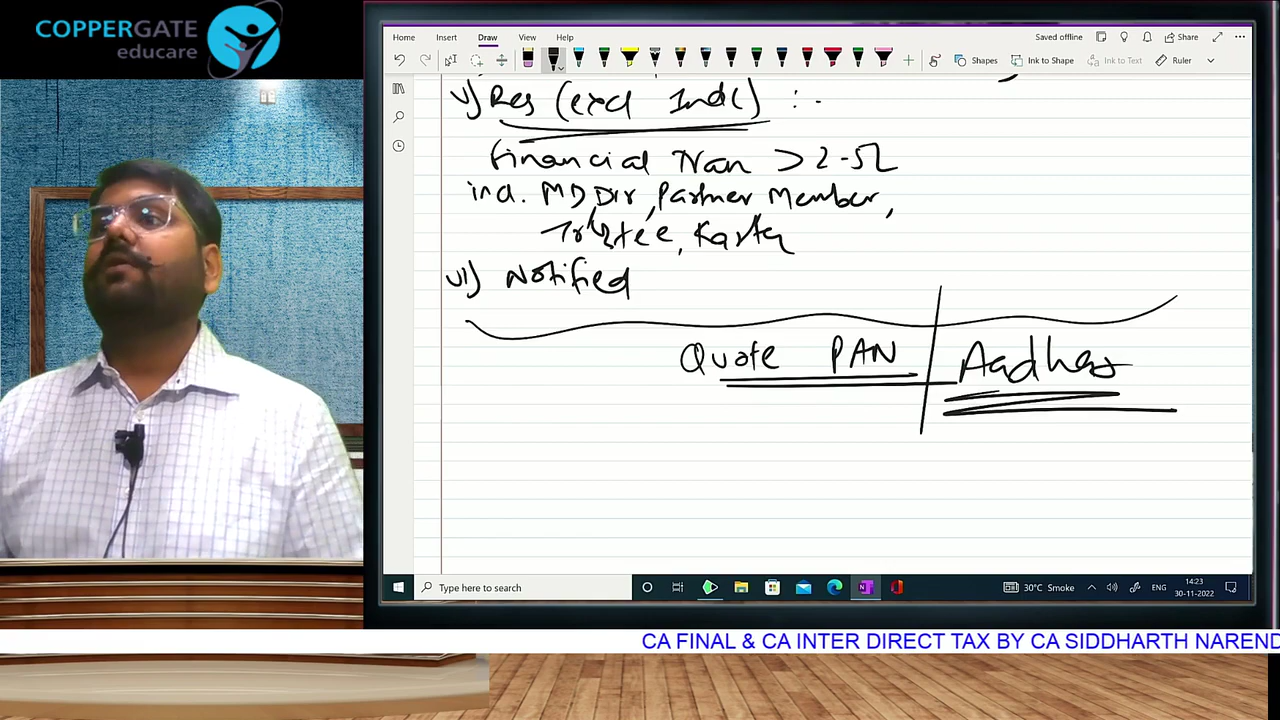 COPPERGATE
educare
Home Insert Draw View Help
Saved offline
Share
Shapes
Ink to Shape
Ink to Text
Ruler
v) Res (excl Indl) :-
Financial Tran > 2.5L
ind. MD, Dir, Partner Member,
Trustee, Karta
vi) Notified
Quote PAN
Aadhar
Type here to search
30°C Smoke
ENG
14:23
30-11-2022
CA FINAL & CA INTER DIRECT TAX BY CA SIDDHARTH NAREND